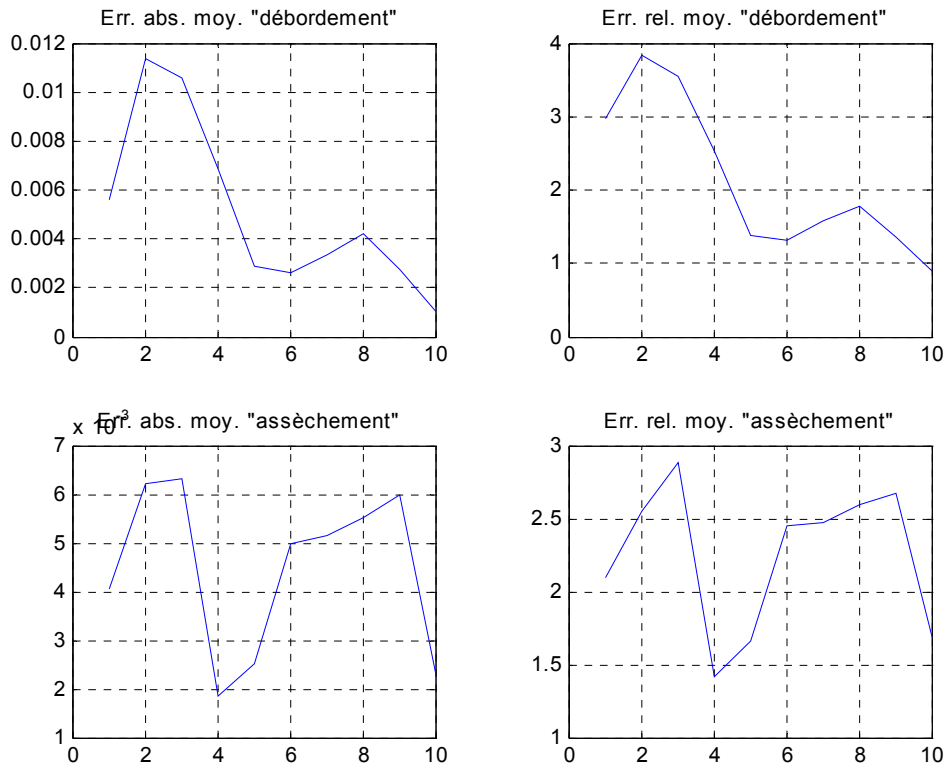 Err. abs. moy. "débordement"
0.012
0.01
0.008
0.006
0.004
0.002
0
0 2 4 6 8 10
Err. rel. moy. "débordement"
4
3
2
1
0
0 2 4 6 8 10
x 10-3
Err. abs. moy. "assèchement"
7
6
5
4
3
2
1
0 2 4 6 8 10
Err. rel. moy. "assèchement"
3
2.5
2
1.5
1
0 2 4 6 8 10